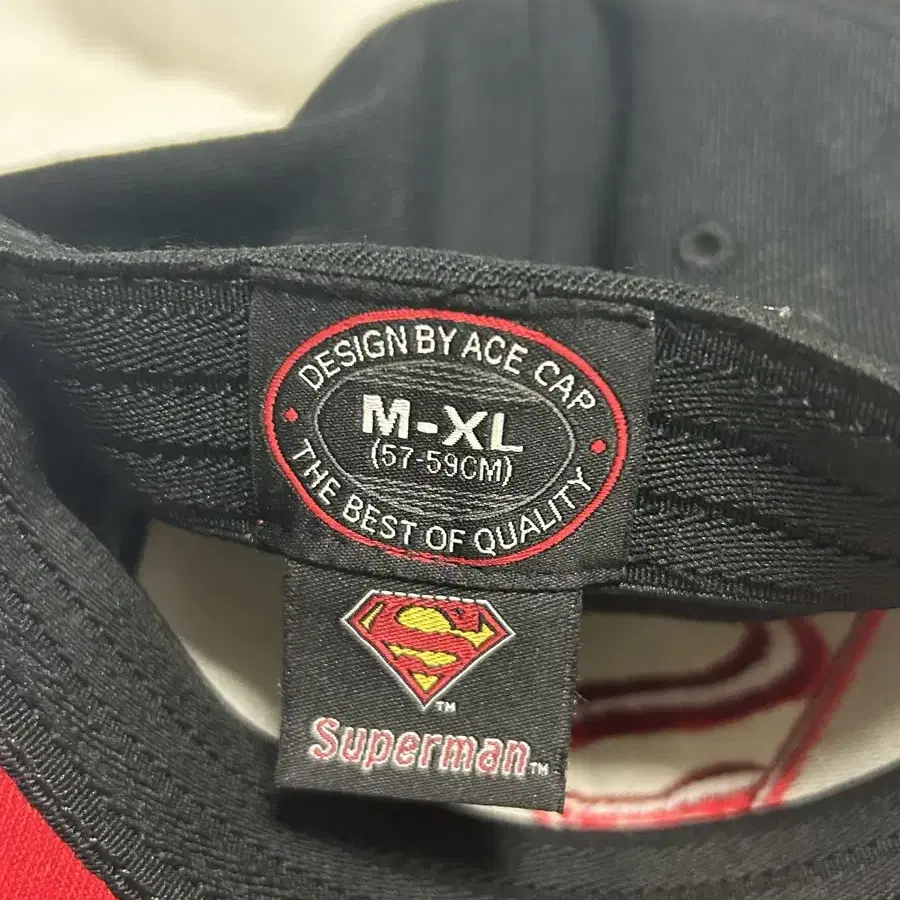 DESIGN BY ACE CAP
M-XL
(57-59CM)
THE BEST OF QUALITY
TM
Superman TM